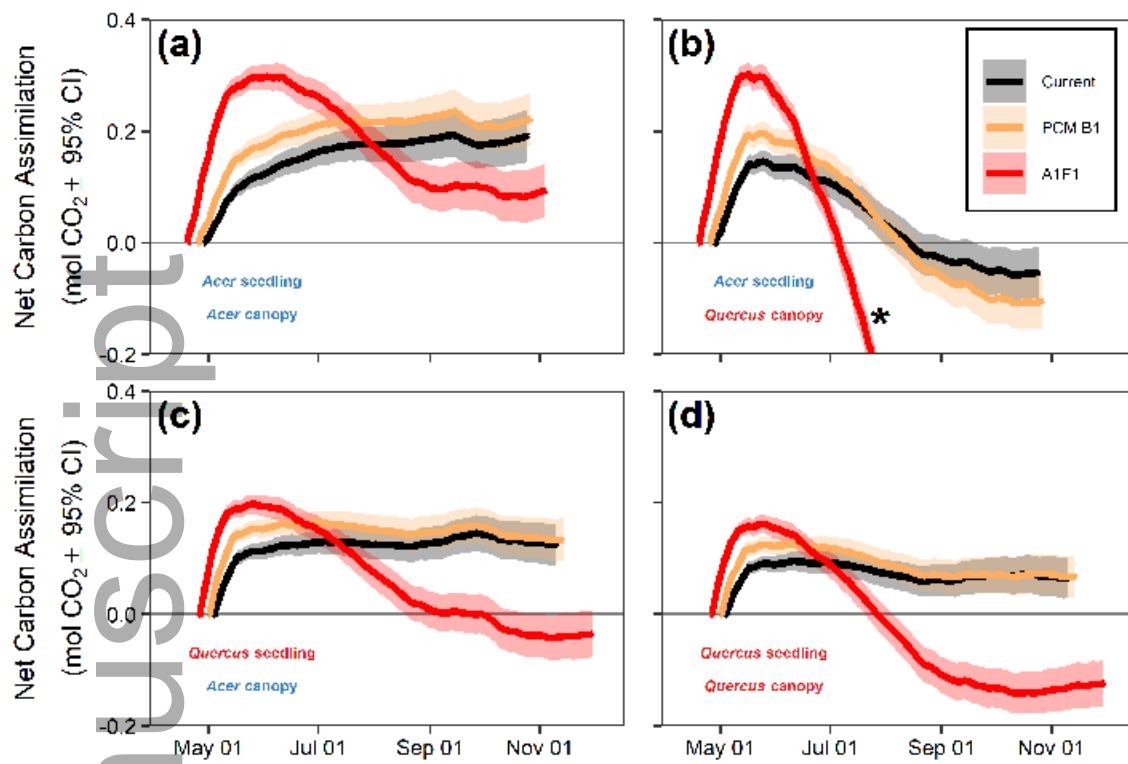 (a)
0.4
0.2
0.0
-0.2
Net Carbon Assimilation
(mol CO₂ ± 95% CI)
Acer seedling
Acer canopy
May 01
Jul 01
Sep 01
Nov 01
(b)
Current
PCM B1
A1F1
Acer seedling
Quercus canopy
*
(c)
0.4
0.2
0.0
-0.2
Net Carbon Assimilation
(mol CO₂ ± 95% CI)
Quercus seedling
Acer canopy
May 01
Jul 01
Sep 01
Nov 01
(d)
Quercus seedling
Quercus canopy
uscript